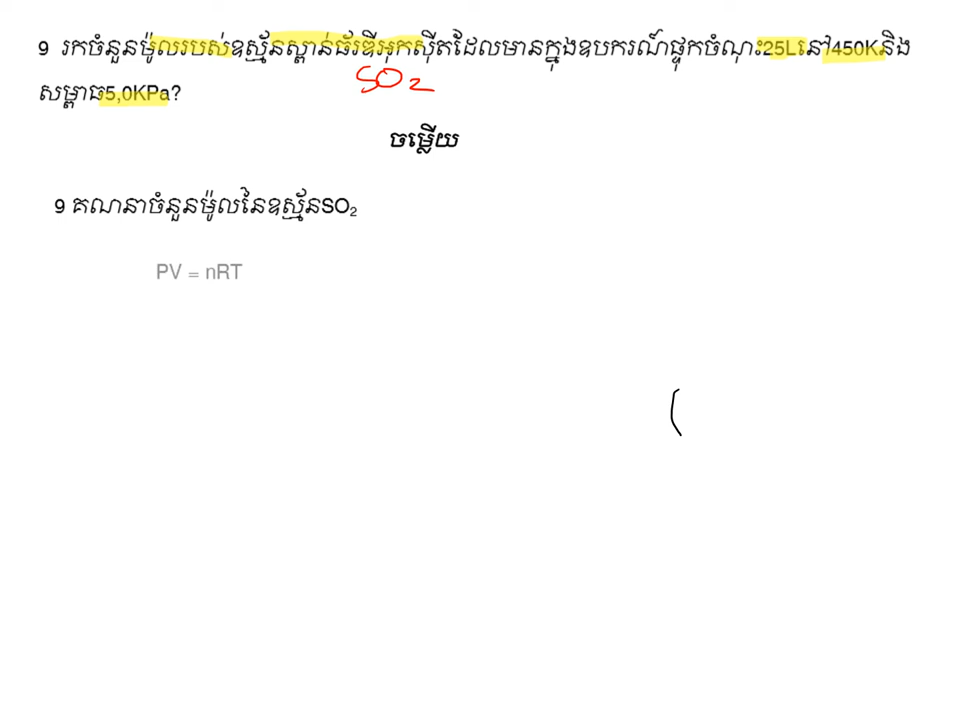 9 រកចំនួនម៉ូលរបស់ឧស្ម័នស្ពាន់ធ័រឌីអុកស៊ីតដែលមានក្នុងឧបករណ៍ផ្ទុកចំណុះ25Lនៅ450Kនិង
SO2
សម្ពាធ5,0KPa?
ចម្លើយ
9 គណនាចំនួនម៉ូលនៃឧស្ម័នSO₂
PV = nRT
(